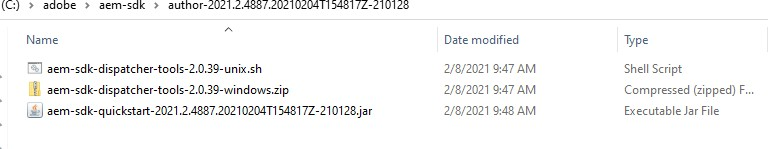 (C:) > adobe > aem-sdk > author-2021.2.4887.20210204T154817Z-210128
Name Date modified Type
aem-sdk-dispatcher-tools-2.0.39-unix.sh 2/8/2021 9:47 AM Shell Script
aem-sdk-dispatcher-tools-2.0.39-windows.zip 2/8/2021 9:47 AM Compressed (zipped) F...
aem-sdk-quickstart-2021.2.4887.20210204T154817Z-210128.jar 2/8/2021 9:48 AM Executable Jar File